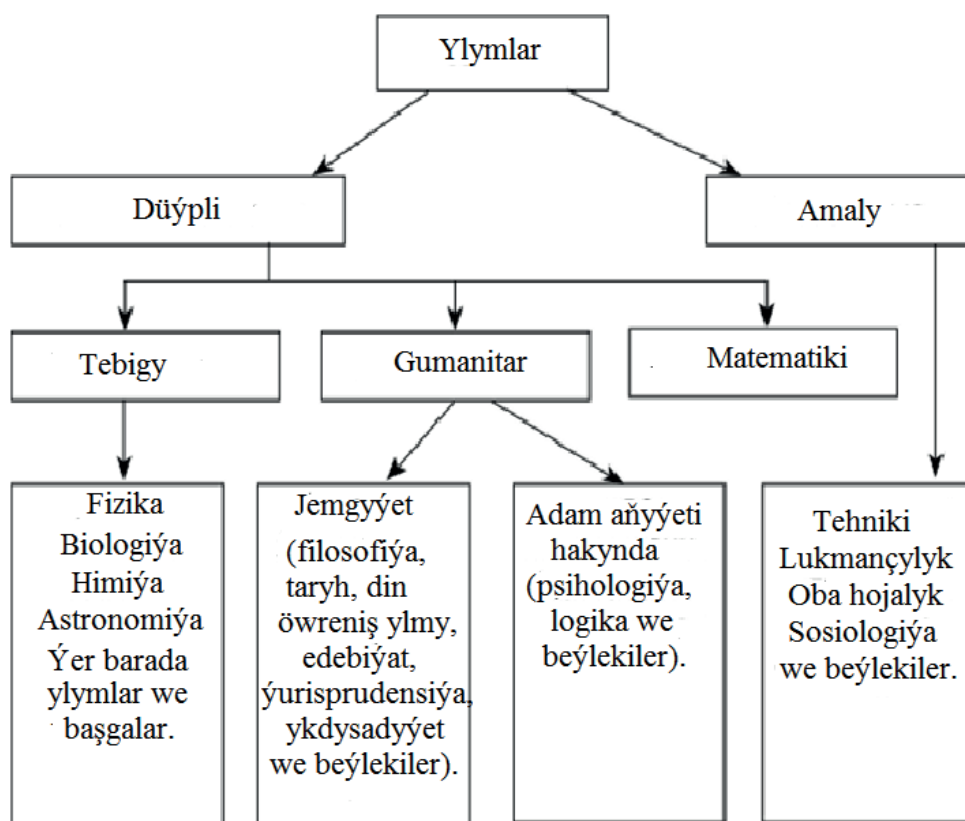 Ylymlar
Düýpli
Amaly
Tebigy
Gumanitar
Matematiki
Fizika
Biologiýa
Himiýa
Astronomiýa
Ýer barada
ylymlar we
başgalar.
Jemgyýet
(filosofiýa,
taryh, din
öwreniş ylmy,
edebiýat,
ýurisprudensiýa,
ykdysadyýet
we beýlekiler).
Adam aňyýeti
hakynda
(psihologiýa,
logika we
beýlekiler).
Tehniki
Lukmançylyk
Oba hojalyk
Sosiologiýa
we beýlekiler.